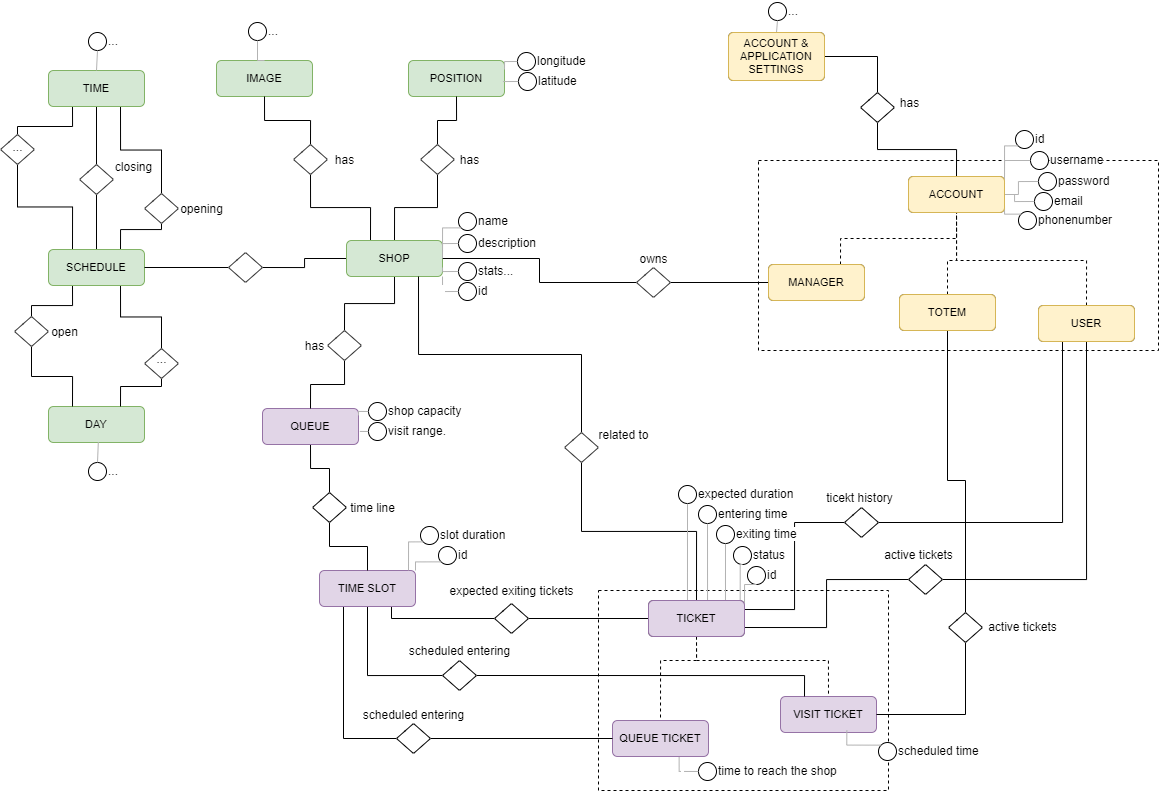 ...
ACCOUNT &
APPLICATION
SETTINGS
has
...
TIME
...
closing
opening
SCHEDULE
open
...
DAY
...
...
IMAGE
has
POSITION
longitude
latitude
has
SHOP
name
description
stats...
id
owns
ACCOUNT
id
username
password
email
phonenumber
MANAGER
TOTEM
USER
has
QUEUE
shop capacity
visit range.
related to
time line
slot duration
id
TIME SLOT
expected duration
entering time
exiting time
status
id
ticekt history
active tickets
active tickets
expected exiting tickets
TICKET
scheduled entering
scheduled entering
VISIT TICKET
scheduled time
QUEUE TICKET
time to reach the shop